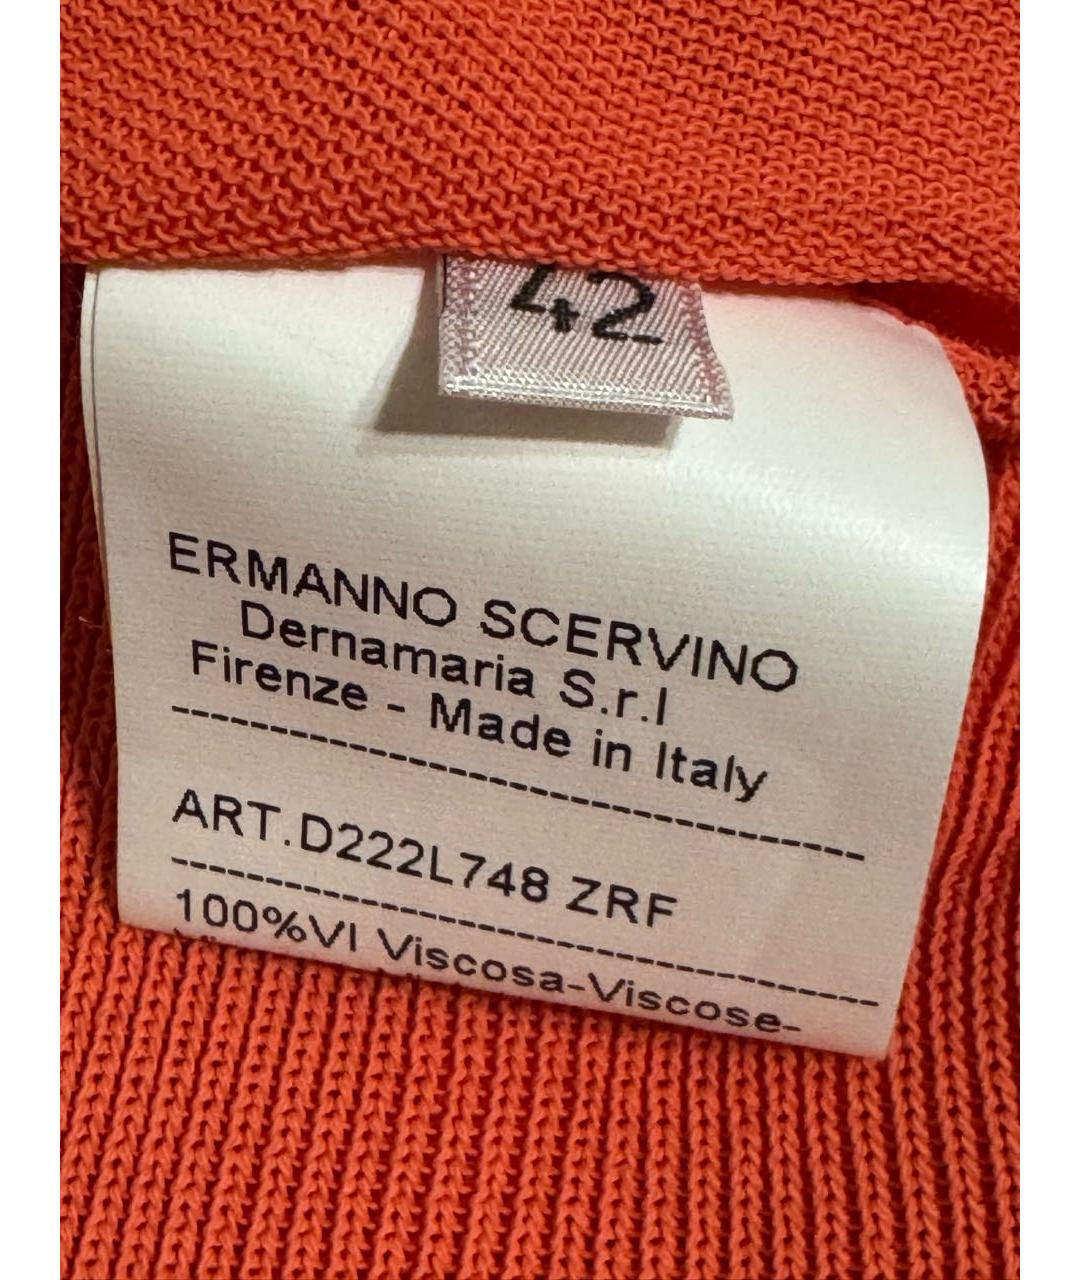 42
ERMANNO SCERVINO
Dernamaria S.r.l
Firenze - Made in Italy
--------------------------------------------
ART.D222L748 ZRF
--------------------------------------------
100%VI Viscosa-Viscose-